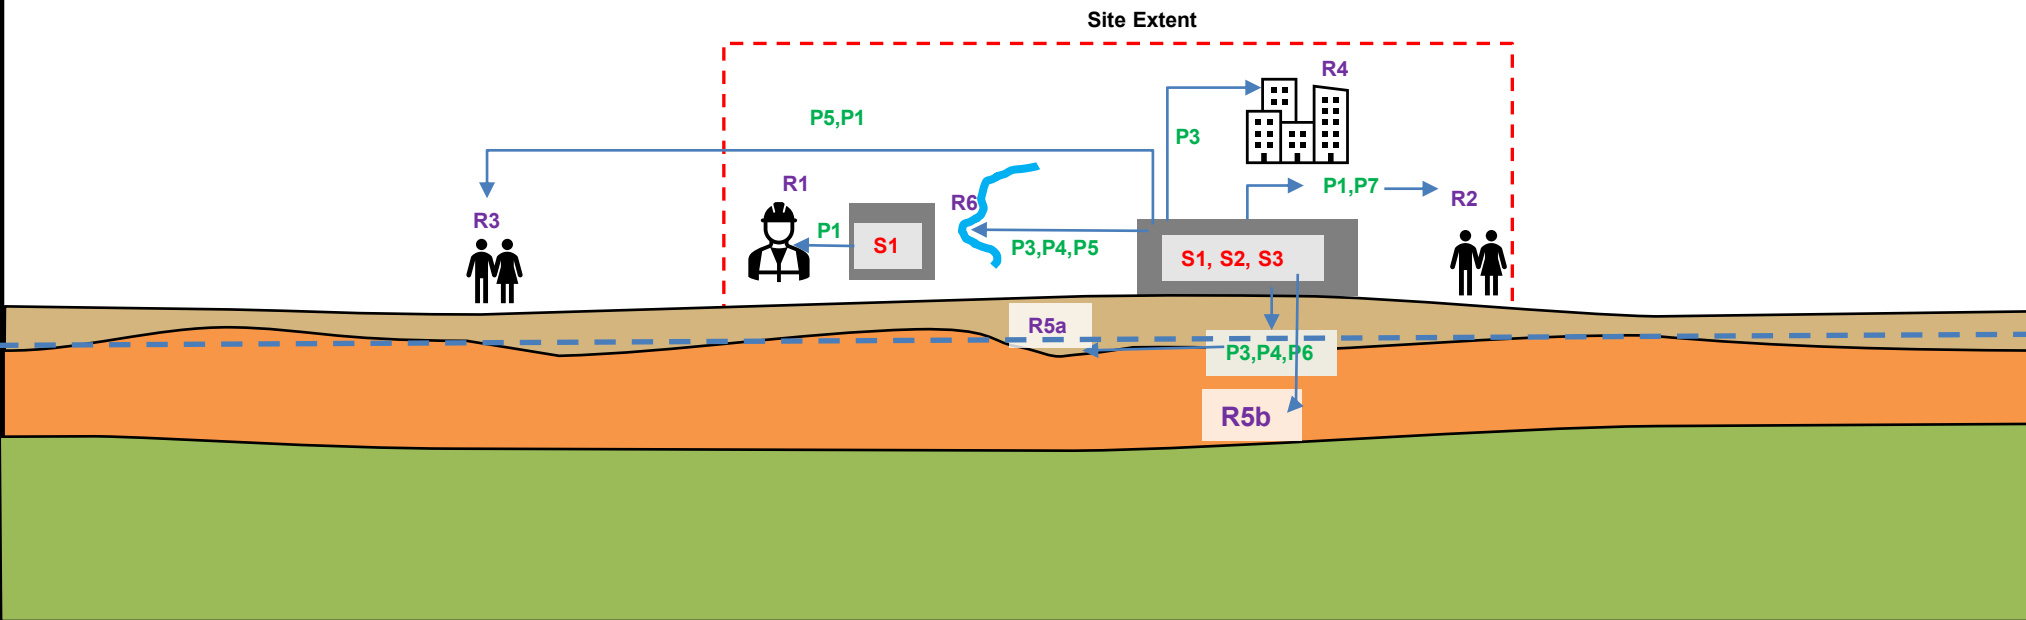 Site Extent
R4
P5,P1
P3
R1
P1,P7
R2
R6
R3
P1
S1
P3,P4,P5
S1, S2, S3
R5a
P3,P4,P6
R5b